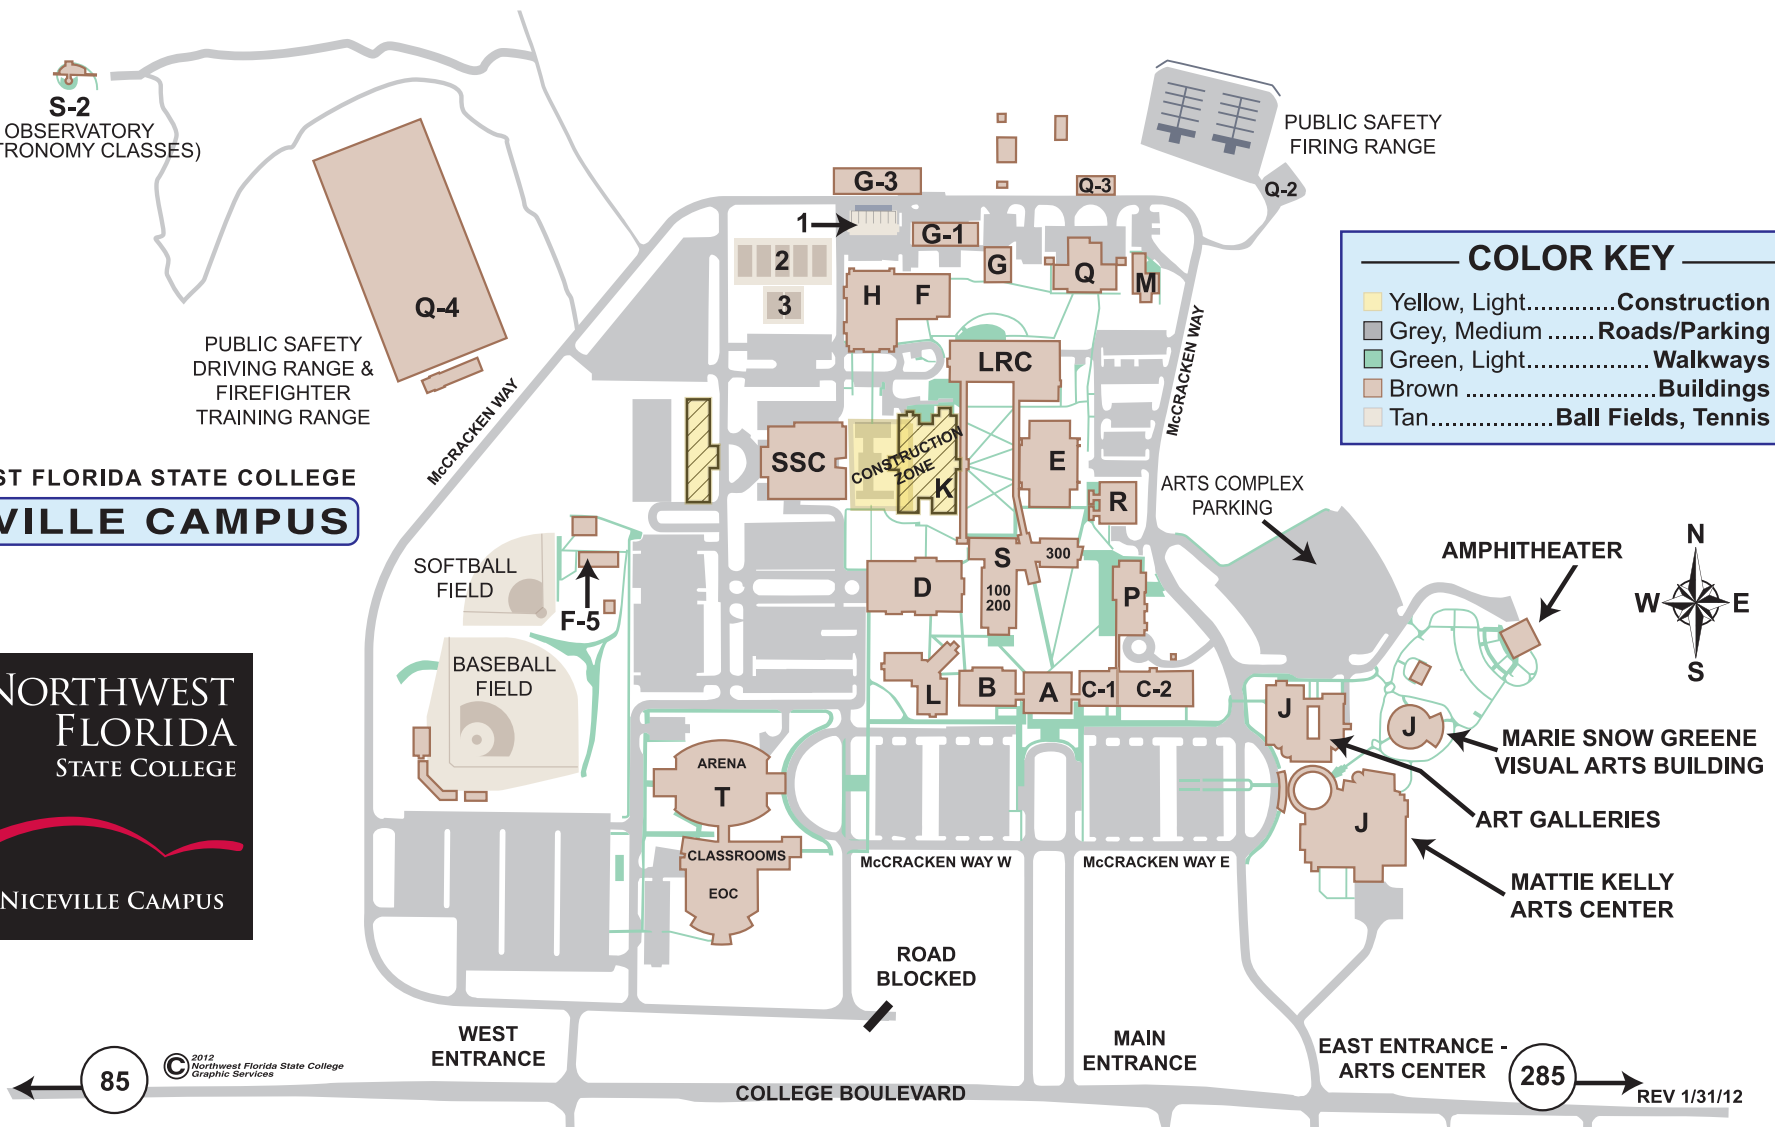 S-2
OBSERVATORY
TRONOMY CLASSES)
Q-4
PUBLIC SAFETY
DRIVING RANGE &
FIREFIGHTER
TRAINING RANGE
McCRACKEN WAY
ST FLORIDA STATE COLLEGE
VILLE CAMPUS
G-3
1
2
3
G-1
G
H
F
Q-3
Q
M
PUBLIC SAFETY
FIRING RANGE
Q-2
McCRACKEN WAY
COLOR KEY
Yellow, Light...........Construction
Grey, Medium ......Roads/Parking
Green, Light...............Walkways
Brown .......................Buildings
Tan...............Ball Fields, Tennis
LRC
SSC
CONSTRUCTION
ZONE
K
E
R
ARTS COMPLEX
PARKING
SOFTBALL
FIELD
F-5
BASEBALL
FIELD
S
300
100
200
D
P
L
B
A
C-1
C-2
AMPHITHEATER
N
W
E
S
J
J
MARIE SNOW GREENE
VISUAL ARTS BUILDING
ART GALLERIES
J
MATTIE KELLY
ARTS CENTER
NORTHWEST
FLORIDA
STATE COLLEGE
NICEVILLE CAMPUS
ARENA
T
CLASSROOMS
EOC
McCRACKEN WAY W
McCRACKEN WAY E
ROAD
BLOCKED
WEST
ENTRANCE
MAIN
ENTRANCE
EAST ENTRANCE -
ARTS CENTER
85
C
2012
Northwest Florida State College
Graphic Services
COLLEGE BOULEVARD
285
REV 1/31/12